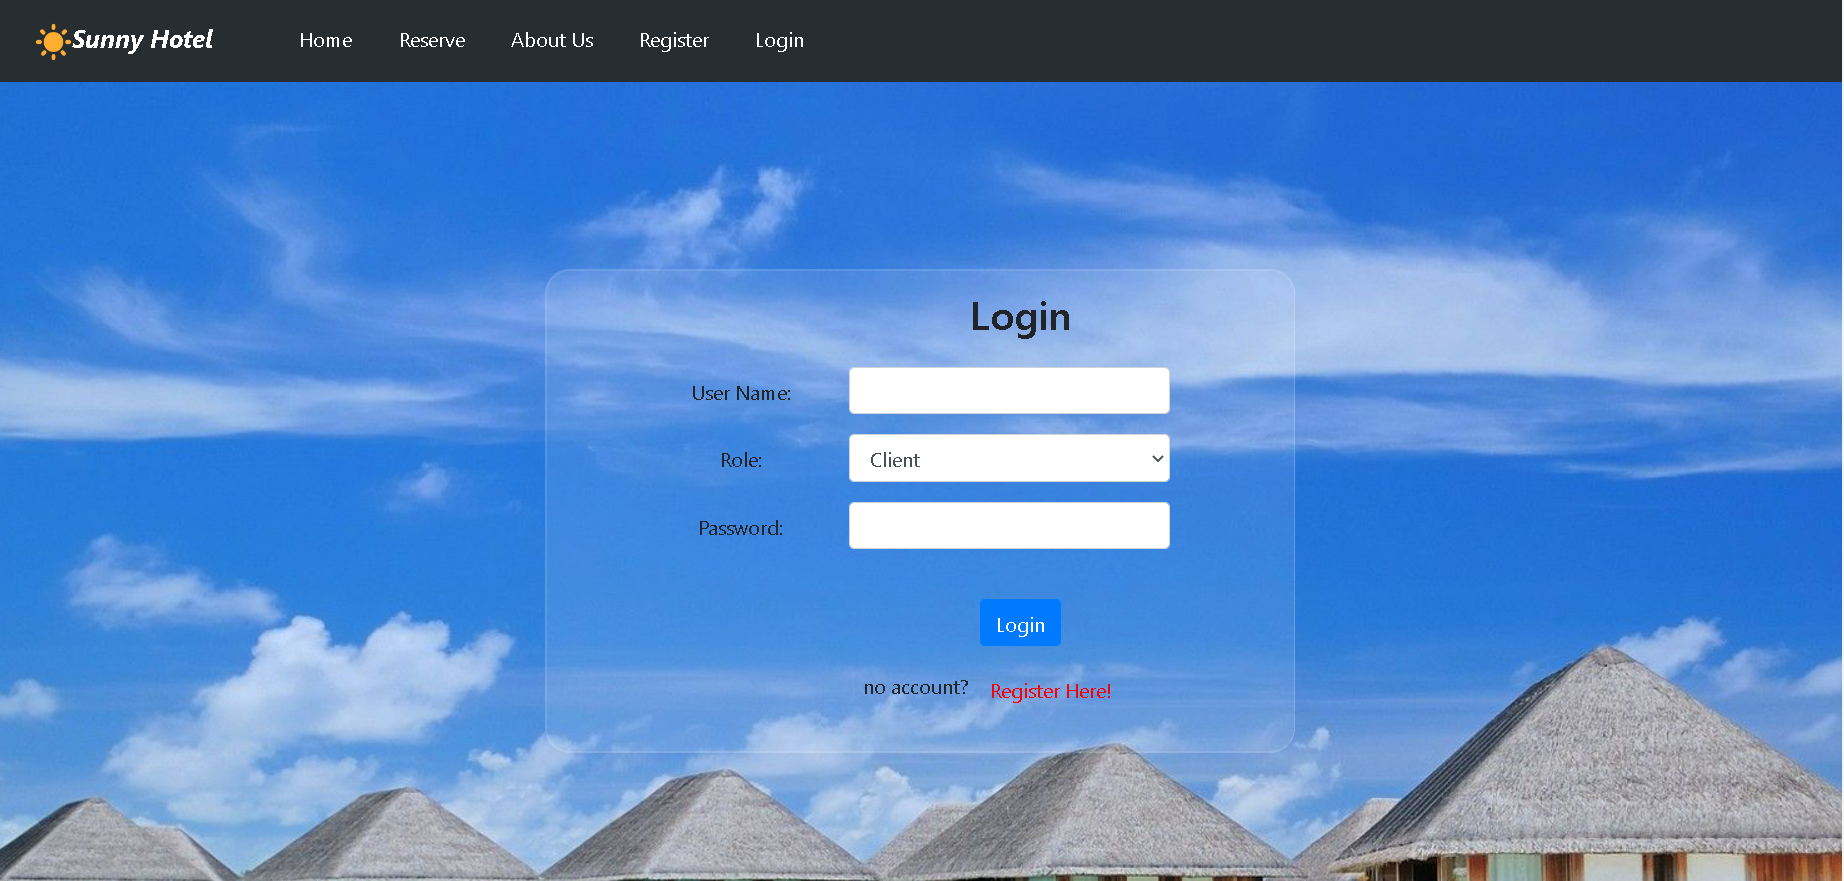 Sunny Hotel Home Reserve About Us Register Login
Login
User Name:
Role: Client
Password:
Login
no account? Register Here!